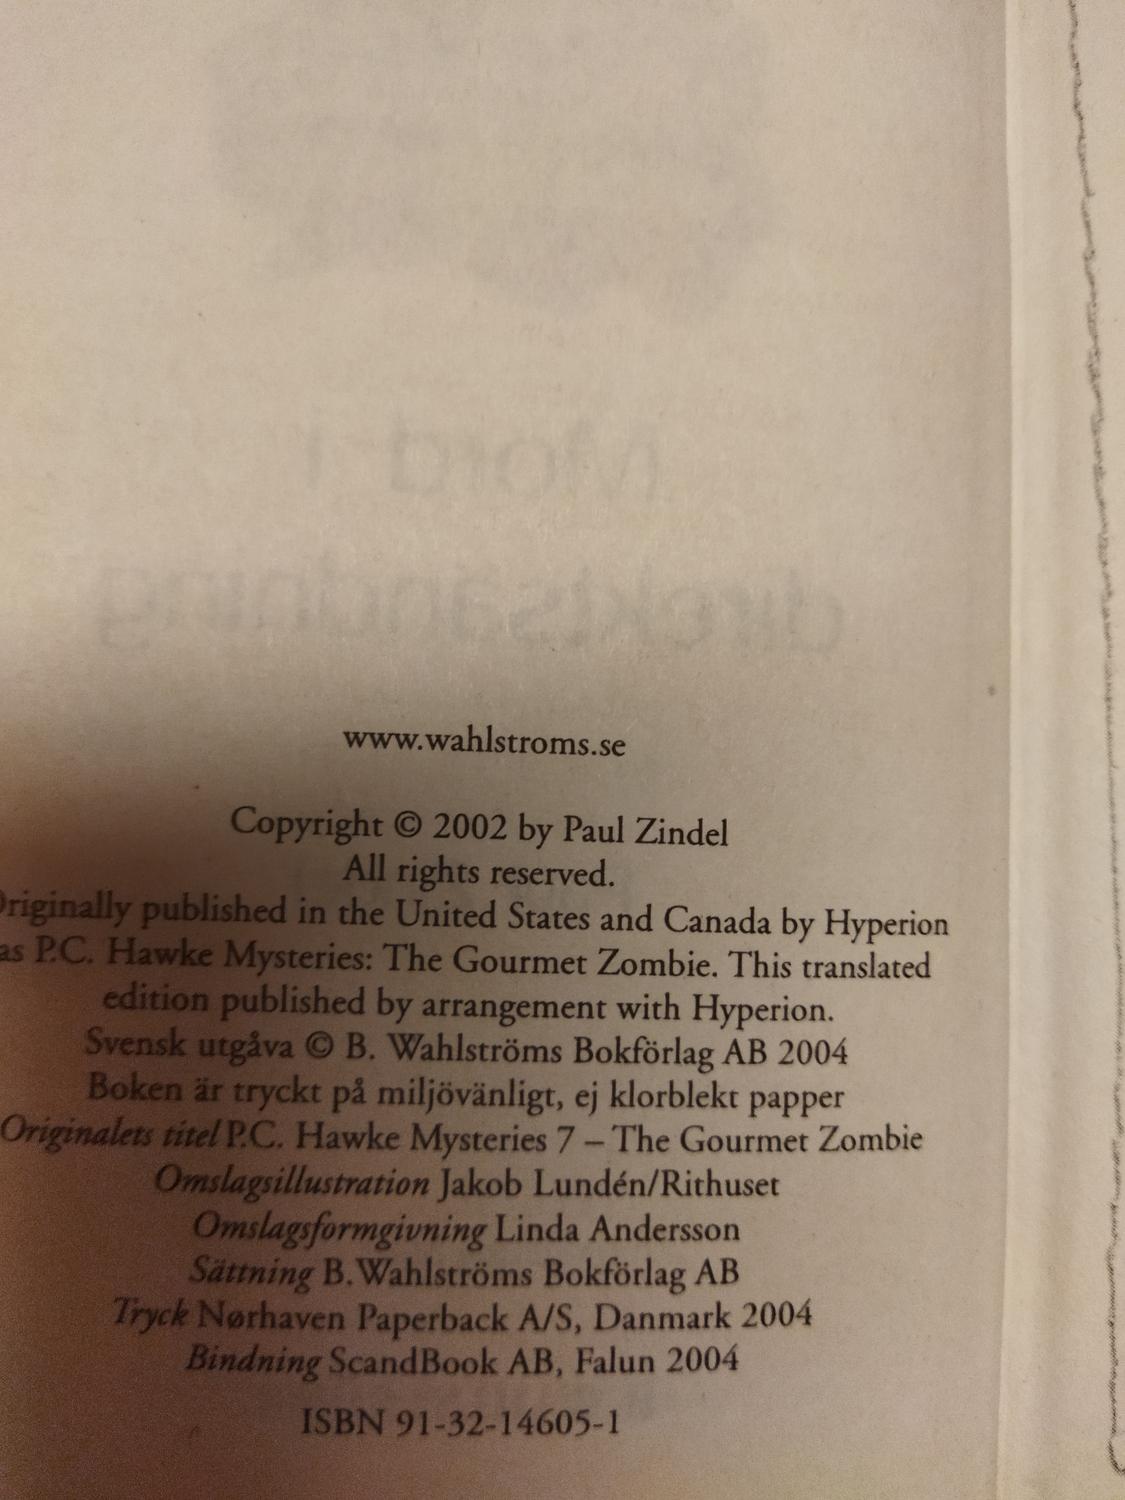 Mord i
direktsändning
www.wahlstroms.se
Copyright © 2002 by Paul Zindel
All rights reserved.
Originally published in the United States and Canada by Hyperion
as P.C. Hawke Mysteries: The Gourmet Zombie. This translated
edition published by arrangement with Hyperion.
Svensk utgåva © B. Wahlströms Bokförlag AB 2004
Boken är tryckt på miljövänligt, ej klorblekt papper
Originalets titel P.C. Hawke Mysteries 7 – The Gourmet Zombie
Omslagsillustration Jakob Lundén/Rithuset
Omslagsformgivning Linda Andersson
Sättning B.Wahlströms Bokförlag AB
Tryck Nørhaven Paperback A/S, Danmark 2004
Bindning ScandBook AB, Falun 2004
ISBN 91-32-14605-1